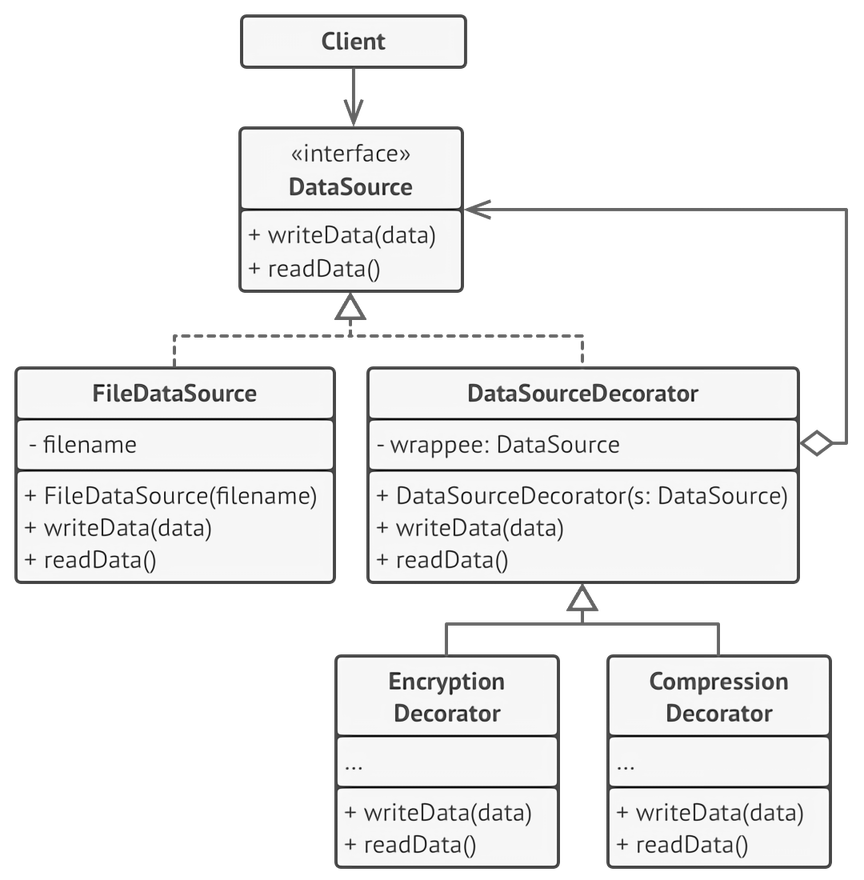 Client
«interface»
DataSource
+ writeData(data)
+ readData()
FileDataSource
- filename
+ FileDataSource(filename)
+ writeData(data)
+ readData()
DataSourceDecorator
- wrappee: DataSource
+ DataSourceDecorator(s: DataSource)
+ writeData(data)
+ readData()
Encryption
Decorator
...
+ writeData(data)
+ readData()
Compression
Decorator
...
+ writeData(data)
+ readData()